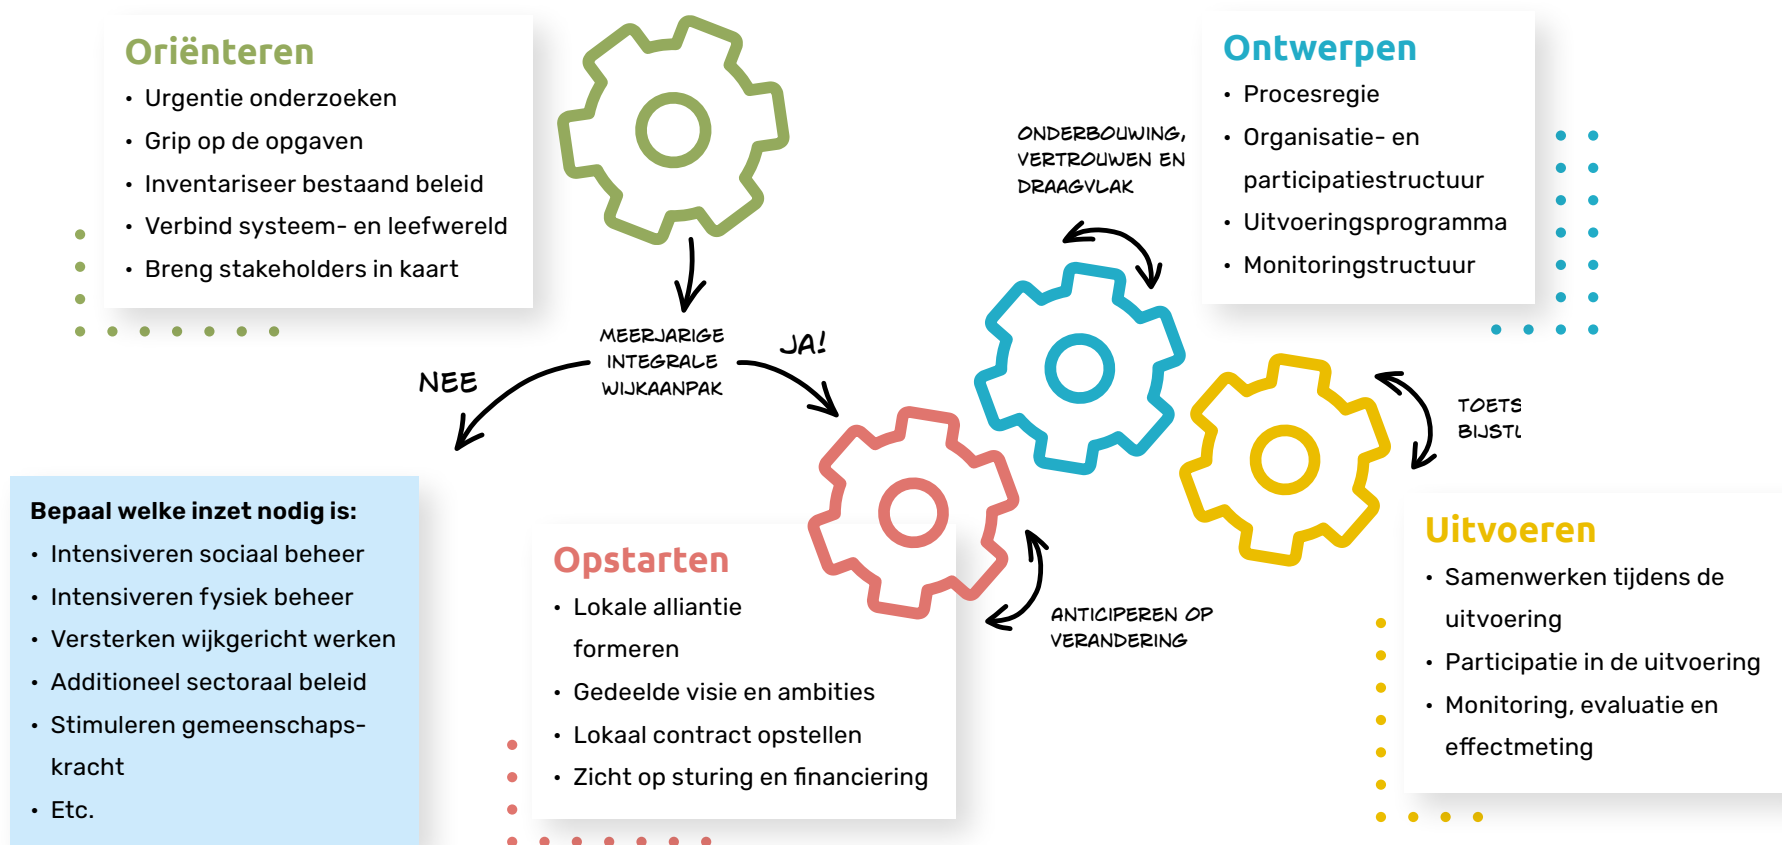 Oriënteren
• Urgentie onderzoeken
• Grip op de opgaven
• Inventariseer bestaand beleid
• Verbind systeem- en leefwereld
• Breng stakeholders in kaart
MEERJARIGE
INTEGRALE
WIJKAANPAK
NEE
JA!
Bepaal welke inzet nodig is:
• Intensiveren sociaal beheer
• Intensiveren fysiek beheer
• Versterken wijkgericht werken
• Additioneel sectoraal beleid
• Stimuleren gemeenschaps-
kracht
• Etc.
Opstarten
• Lokale alliantie
formeren
• Gedeelde visie en ambities
• Lokaal contract opstellen
• Zicht op sturing en financiering
ANTICIPEREN OP
VERANDERING
ONDERBOUWING,
VERTROUWEN EN
DRAAGVLAK
Ontwerpen
• Procesregie
• Organisatie- en
participatiestructuur
• Uitvoeringsprogramma
• Monitoringstructuur
Uitvoeren
• Samenwerken tijdens de
uitvoering
• Participatie in de uitvoering
• Monitoring, evaluatie en
effectmeting